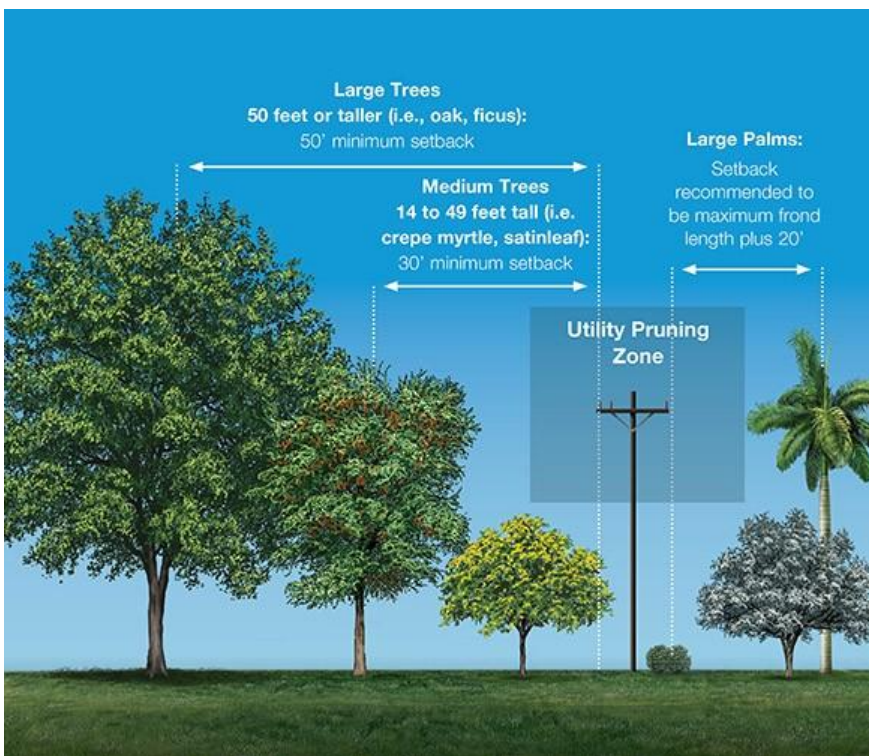 Large Trees
50 feet or taller (i.e., oak, ficus):
50’ minimum setback
Medium Trees
14 to 49 feet tall (i.e.
crepe myrtle, satinleaf):
30’ minimum setback
Large Palms:
Setback
recommended to
be maximum frond
length plus 20’
Utility Pruning
Zone